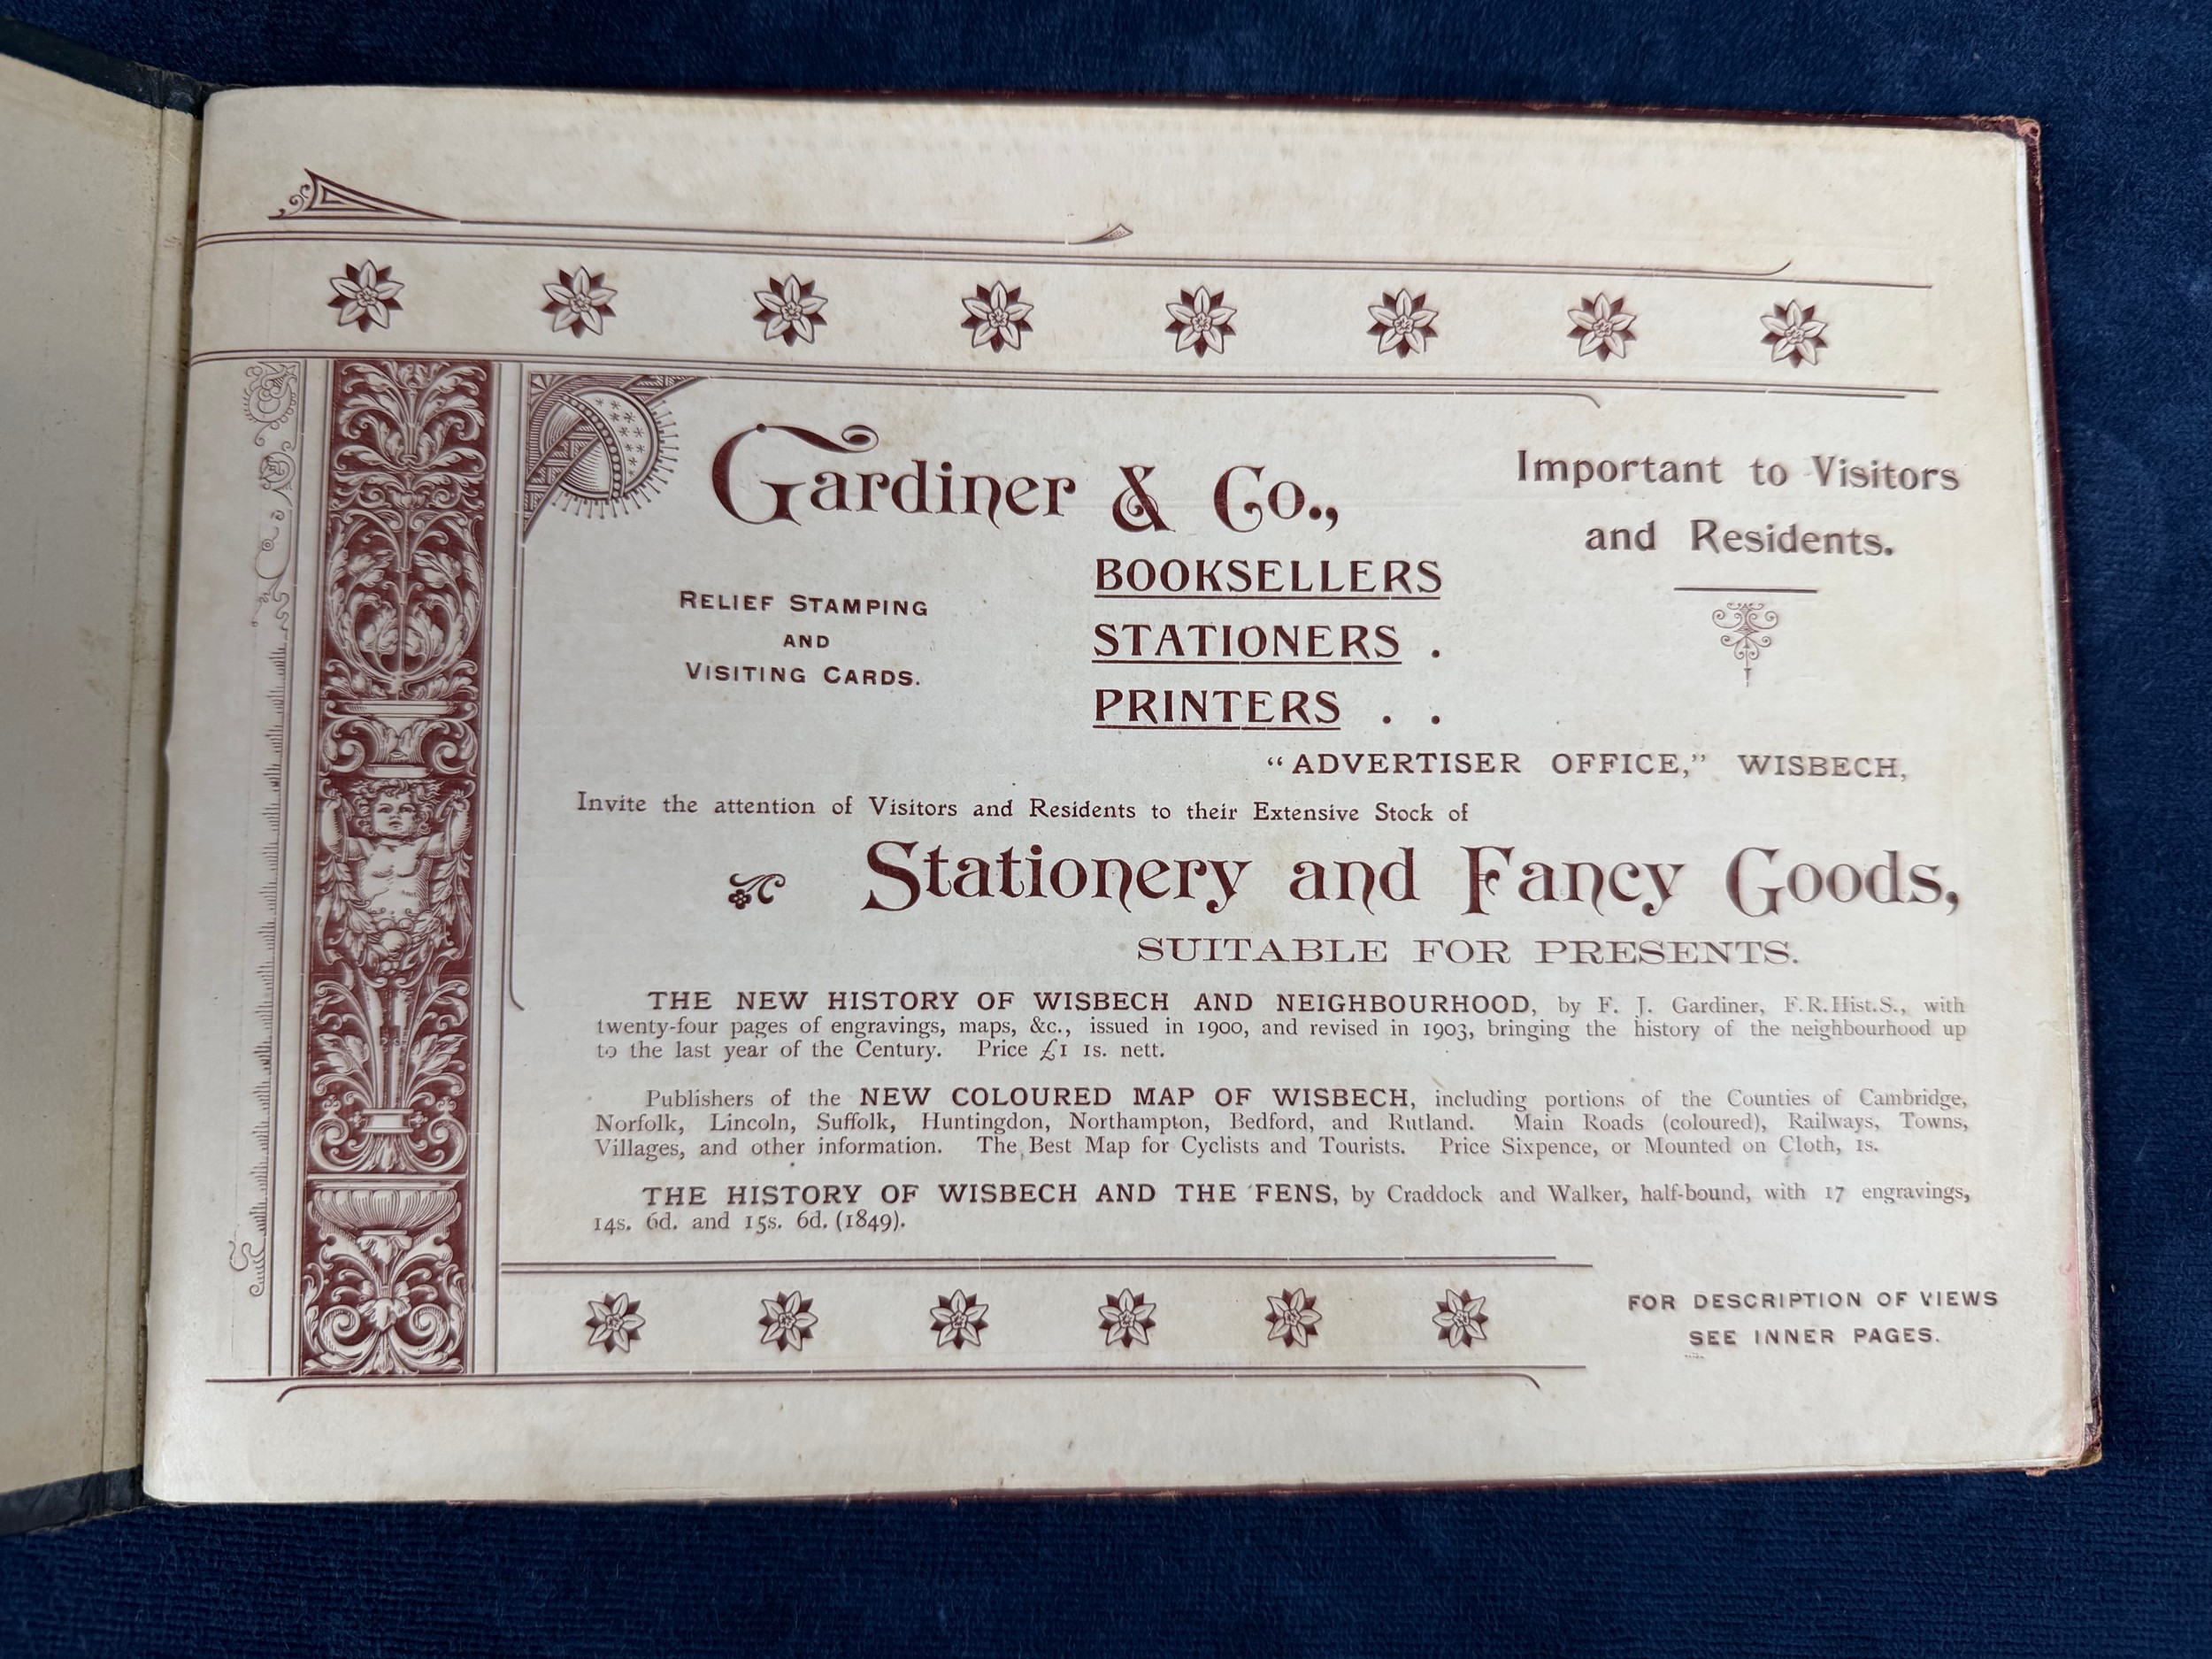 Gardiner & Co.,
Important to Visitors
and Residents.
RELIEF STAMPING
AND
VISITING CARDS.
BOOKSELLERS
STATIONERS .
PRINTERS . .
"ADVERTISER OFFICE," WISBECH,
Invite the attention of Visitors and Residents to their Extensive Stock of
Stationery and Fancy Goods,
SUITABLE FOR PRESENTS.
THE NEW HISTORY OF WISBECH AND NEIGHBOURHOOD, by F. J. Gardiner, F.R.Hist.S., with
twenty-four pages of engravings, maps, &c., issued in 1900, and revised in 1903, bringing the history of the neighbourhood up
to the last year of the Century. Price £1 1s. nett.
Publishers of the NEW COLOURED MAP OF WISBECH, including portions of the Counties of Cambridge,
Norfolk, Lincoln, Suffolk, Huntingdon, Northampton, Bedford, and Rutland. Main Roads (coloured), Railways, Towns,
Villages, and other information. The Best Map for Cyclists and Tourists. Price Sixpence, or Mounted on Cloth, 1s.
THE HISTORY OF WISBECH AND THE FENS, by Craddock and Walker, half-bound, with 17 engravings,
14s. 6d. and 15s. 6d. (1849).
FOR DESCRIPTION OF VIEWS
SEE INNER PAGES.